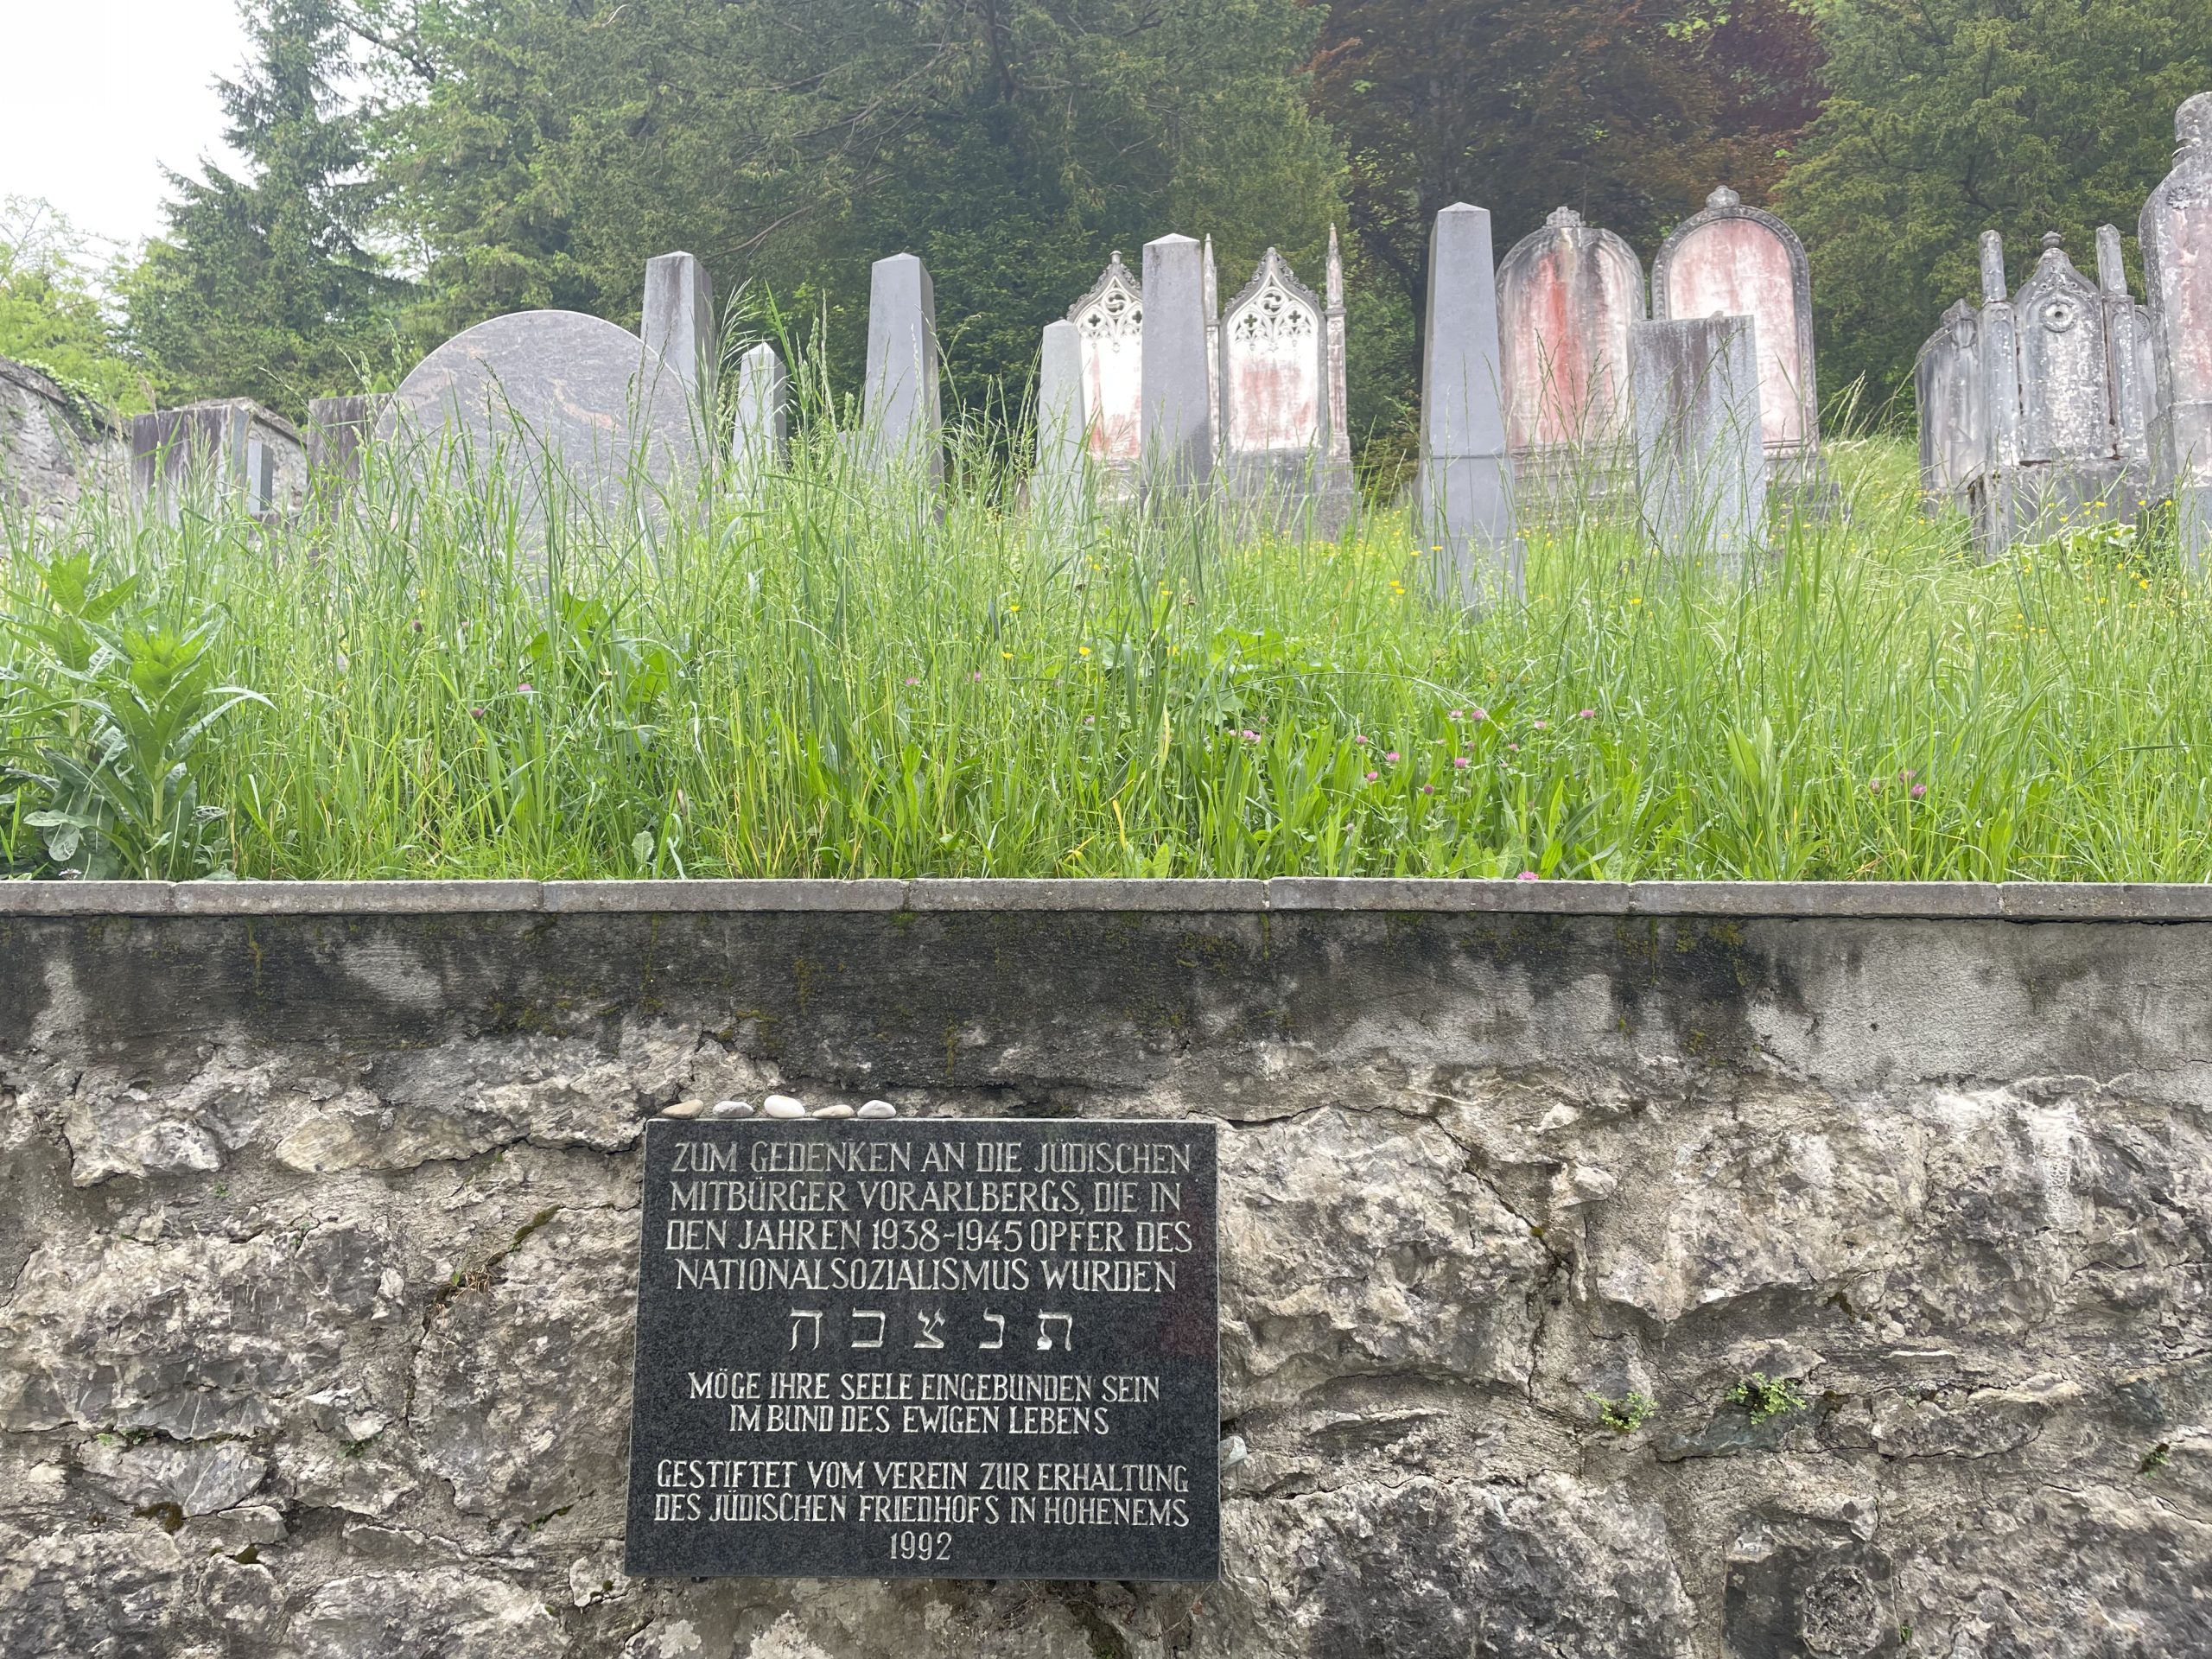 ZUM GEDENKEN AN DIE JÜDISCHEN
MITBÜRGER VORARLBERGS, DIE IN
DEN JAHREN 1938-1945 OPFER DES
NATIONALSOZIALISMUS WURDEN
ת נ צ ב ה
MÖGE IHRE SEELE EINGEBUNDEN SEIN
IM BUND DES EWIGEN LEBENS
GESTIFTET VOM VEREIN ZUR ERHALTUNG
DES JÜDISCHEN FRIEDHOFS IN HOHENEMS
1992